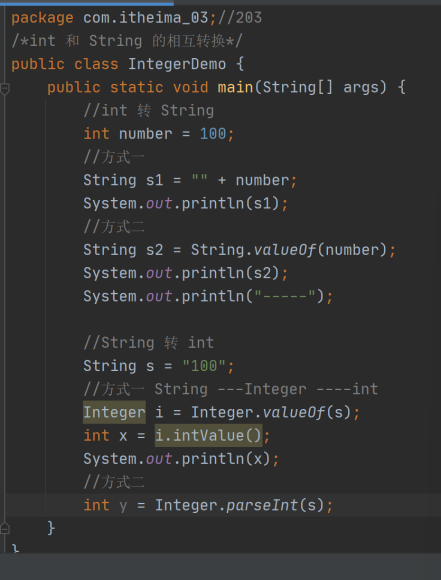 package com.itheima_03;//203
/*int 和 String 的相互转换*/
public class IntegerDemo {
    public static void main(String[] args) {
        //int 转 String
        int number = 100;
        //方式一
        String s1 = "" + number;
        System.out.println(s1);
        //方式二
        String s2 = String.valueOf(number);
        System.out.println(s2);
        System.out.println("-----");

        //String 转 int
        String s = "100";
        //方式一 String ---Integer ----int
        Integer i = Integer.valueOf(s);
        int x = i.intValue();
        System.out.println(x);
        //方式二
        int y = Integer.parseInt(s);
    }
}